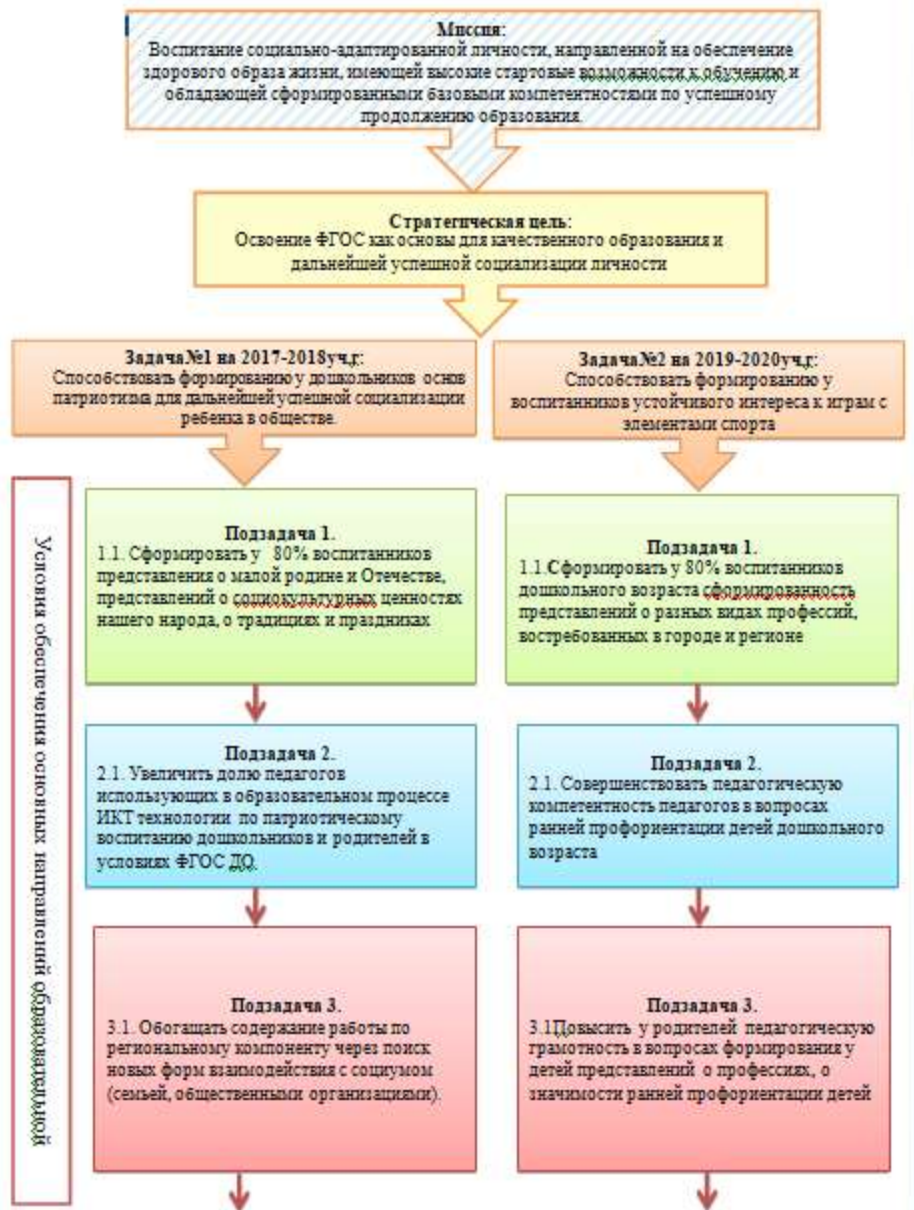 Миссия:
Воспитание социально-адаптированной личности, направленной на обеспечение
здорового образа жизни, имеющей высокие стартовые возможности к обучению и
обладающей сформированными базовыми компетентностями по успешному
продолжению образования.
Стратегическая цель:
Освоение ФГОС как основы для качественного образования и
дальнейшей успешной социализации личности
Задача№1 на 2017-2018уч.г:
Способствовать формированию у дошкольников основ
патриотизма для дальнейшей успешной социализации
ребенка в обществе.
Задача№2 на 2019-2020уч.г:
Способствовать формированию у
воспитанников устойчивого интереса к играм с
элементами спорта
Условия обеспечения основных направлений образовательной
Подзадача 1.
1.1. Сформировать у 80% воспитанников
представления о малой родине и Отечестве,
представлений о социокультурных ценностях
нашего народа, о традициях и праздниках
Подзадача 2.
2.1. Увеличить долю педагогов
использующих в образовательном процессе
ИКТ технологии по патриотическому
воспитанию дошкольников и родителей в
условиях ФГОС ДО.
Подзадача 3.
3.1. Обогащать содержание работы по
региональному компоненту через поиск
новых форм взаимодействия с социумом
(семьей, общественными организациями).
Подзадача 1.
1.1.Сформировать у 80% воспитанников
дошкольного возраста сформированность
представлений о разных видах профессий,
востребованных в городе и регионе
Подзадача 2.
2.1. Совершенствовать педагогическую
компетентность педагогов в вопросах
ранней профориентации детей дошкольного
возраста
Подзадача 3.
3.1Повысить у родителей педагогическую
грамотность в вопросах формирования у
детей представлений о профессиях, о
значимости ранней профориентации детей